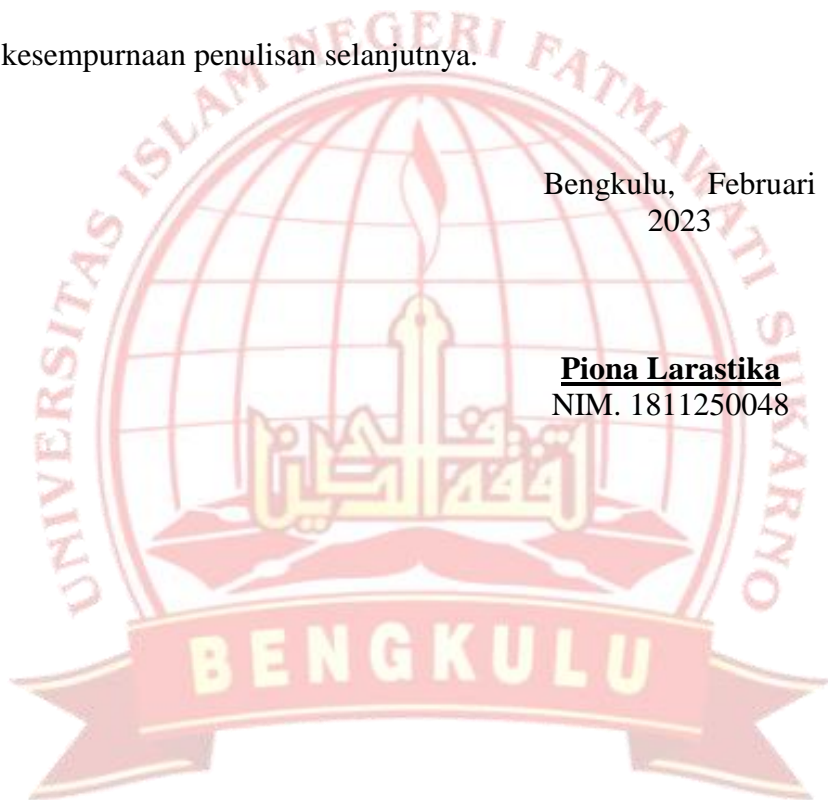 kesempurnaan penulisan selanjutnya.
Bengkulu, Februari
2023
Piona Larastika
NIM. 1811250048
UNIVERSITAS ISLAM NEGERI FATMAWATI SUKARNO
BENGKULU